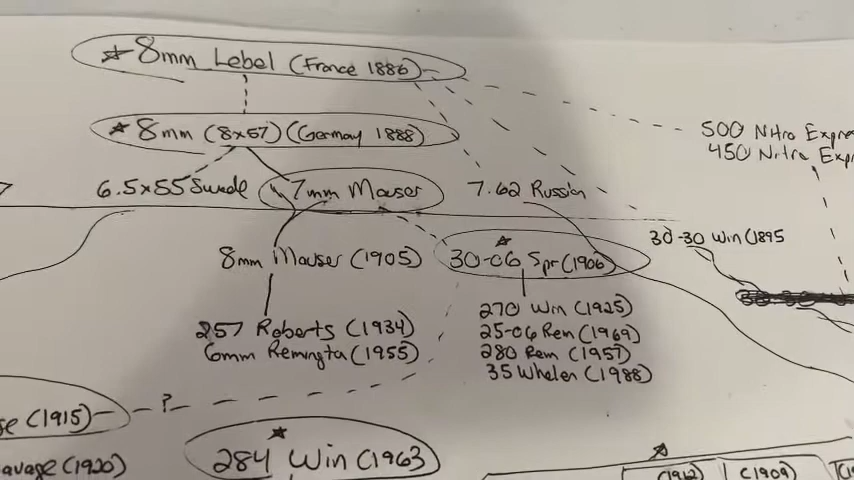 ☆8mm Lebel (France 1886)
500 Nitro Expre
450 Nitro Exp
★8mm (8x57) (Germany 1888)
6.5x55 Swede
7mm Mauser
7.62 Russian
8mm Mauser (1905)
☆
30-06 Spr (1906)
30-30 Win (1895
257 Roberts (1934)
6mm Remington (1955)
270 Win (1925)
25-06 Rem (1969)
280 Rem (1957)
35 Whelen (1988)
?
ge (1915)
avage (1920)
★
284 Win (1963
☆
(1912)
(1909)